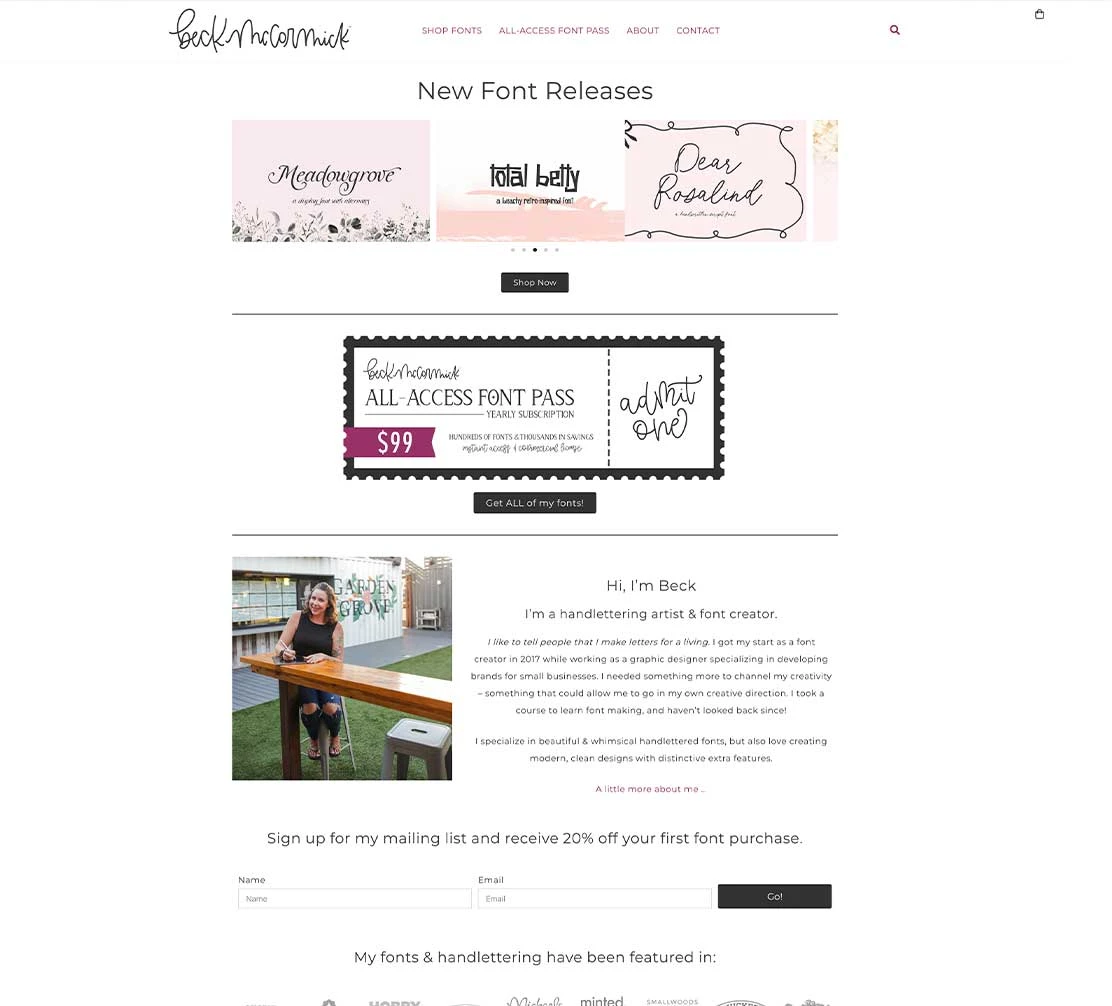 beck mccormick
SHOP FONTS ALL-ACCESS FONT PASS ABOUT CONTACT
New Font Releases
Meadowgrove
a display font with alternates
total betty
a beachy retro-inspired font
Dear
Rosalind
a handwritten script font
Shop Now
beck mccormick
ALL-ACCESS FONT PASS
YEARLY SUBSCRIPTION
$99
HUNDREDS OF FONTS & THOUSANDS IN SAVINGS
instant access & commercial license
admit
one
Get ALL of my fonts!
GARDEN
GROVE
Hi, I'm Beck
I'm a handlettering artist & font creator.
I like to tell people that I make letters for a living. I got my start as a font
creator in 2017 while working as a graphic designer specializing in developing
brands for small businesses. I needed something more to channel my creativity
– something that could allow me to go in my own creative direction. I took a
course to learn font making, and haven't looked back since!
I specialize in beautiful & whimsical handlettered fonts, but also love creating
modern, clean designs with distinctive extra features.
A little more about me ..
Sign up for my mailing list and receive 20% off your first font purchase.
Name Email
Name Email Go!
My fonts & handlettering have been featured in:
HOBBY Michaels minted. SMALLWOODS